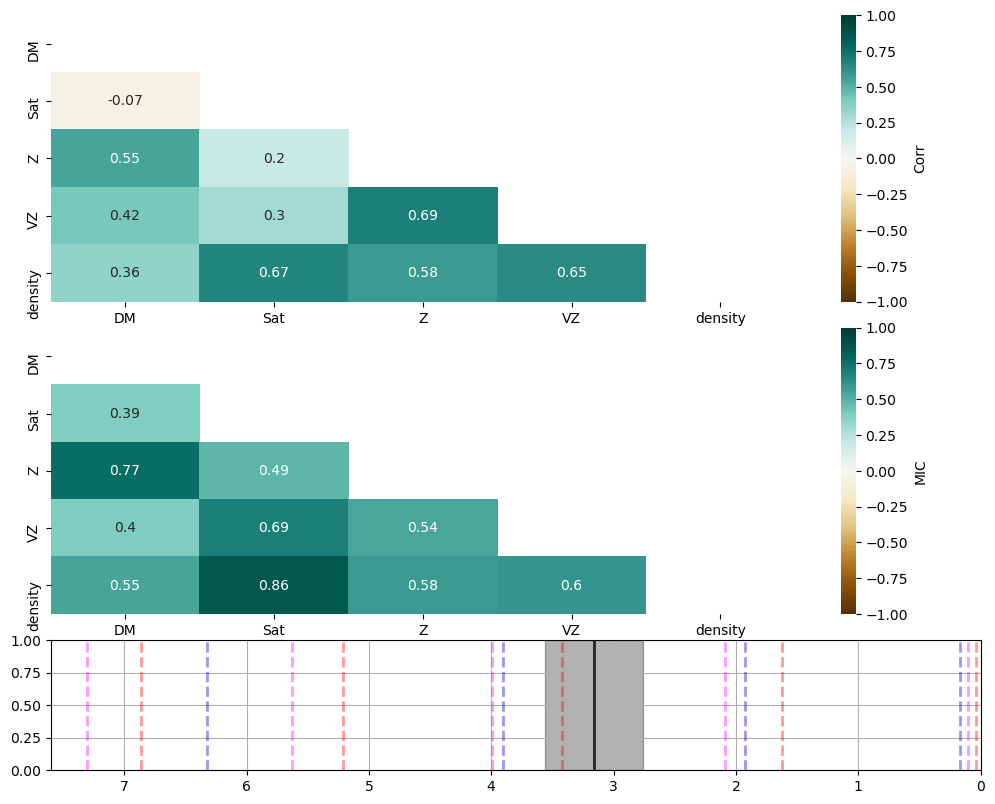 DM
Sat
Z
VZ
density
-0.07
0.55 0.2
0.42 0.3 0.69
0.36 0.67 0.58 0.65
DM Sat Z VZ density
1.00
0.75
0.50
0.25
0.00
−0.25
−0.50
−0.75
−1.00
Corr
DM
Sat
Z
VZ
density
0.39
0.77 0.49
0.4 0.69 0.54
0.55 0.86 0.58 0.6
DM Sat Z VZ density
1.00
0.75
0.50
0.25
0.00
−0.25
−0.50
−0.75
−1.00
MIC
1.00
0.75
0.50
0.25
0.00
7 6 5 4 3 2 1 0